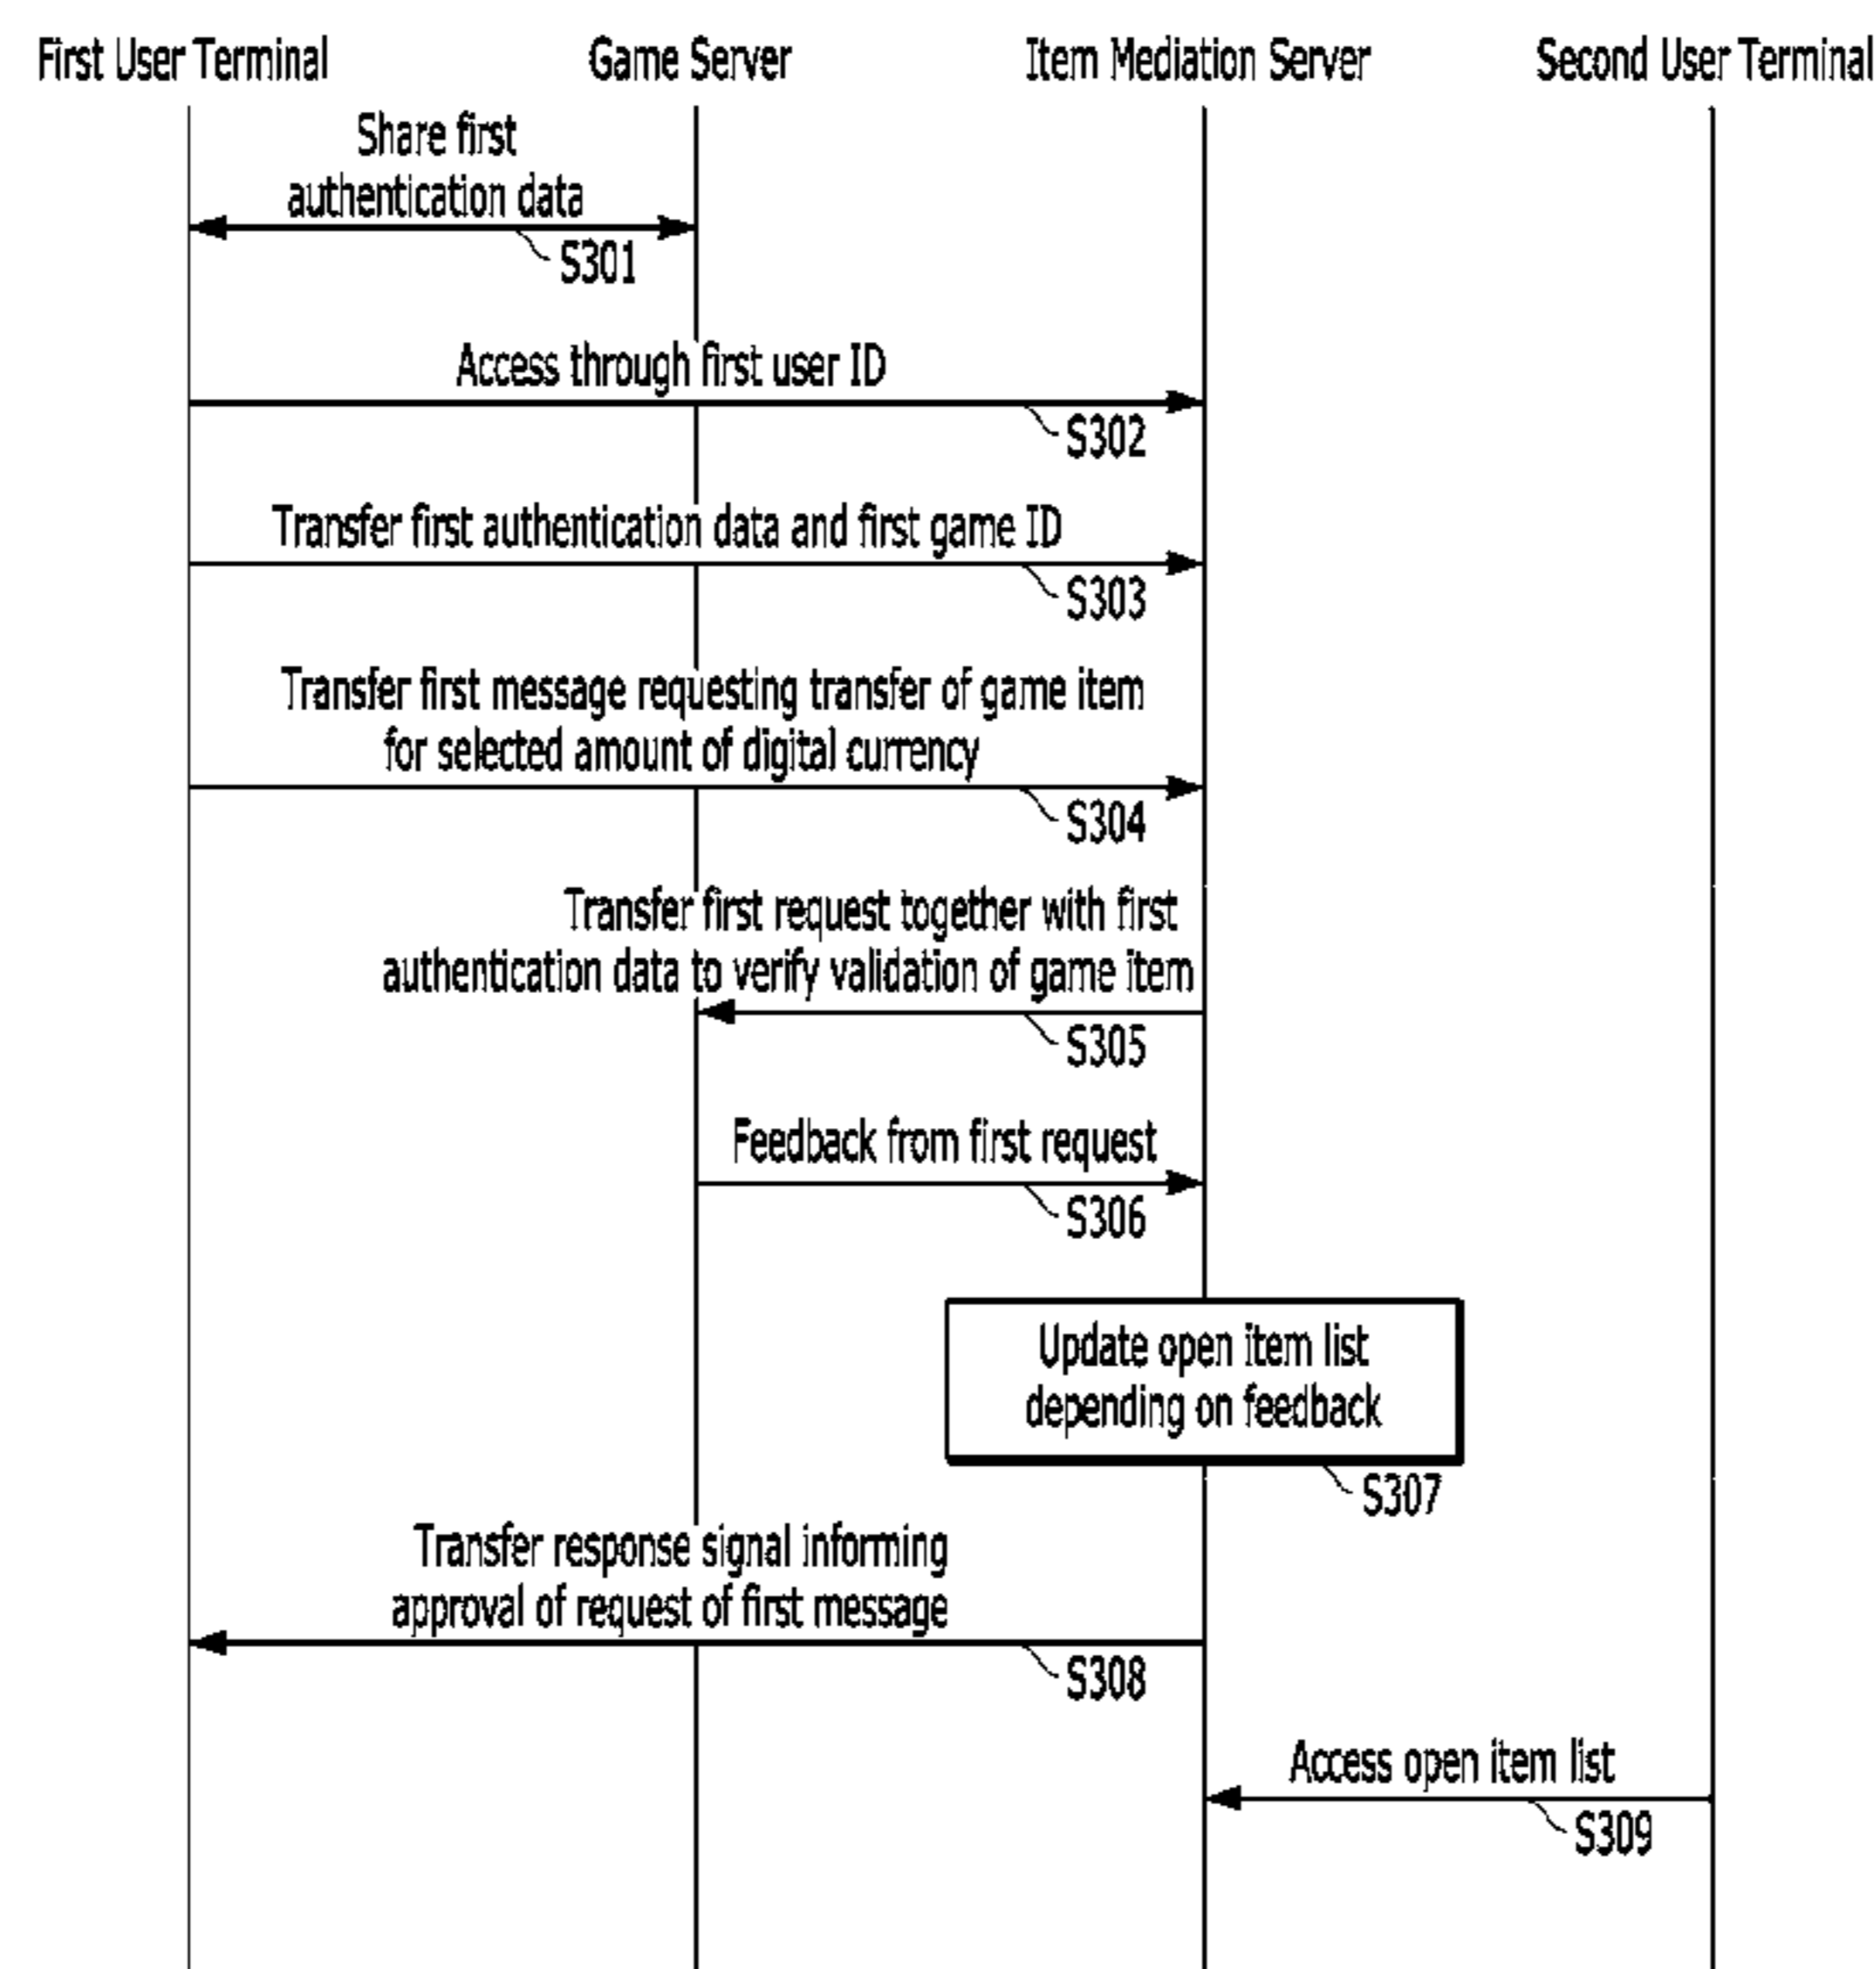 First User Terminal
Game Server
Item Mediation Server
Second User Terminal
Share first
authentication data
S301
Access through first user ID
S302
Transfer first authentication data and first game ID
S303
Transfer first message requesting transfer of game item
for selected amount of digital currency
S304
Transfer first request together with first
authentication data to verify validation of game item
S305
Feedback from first request
S306
Update open item list
depending on feedback
S307
Transfer response signal informing
approval of request of first message
S308
Access open item list
S309